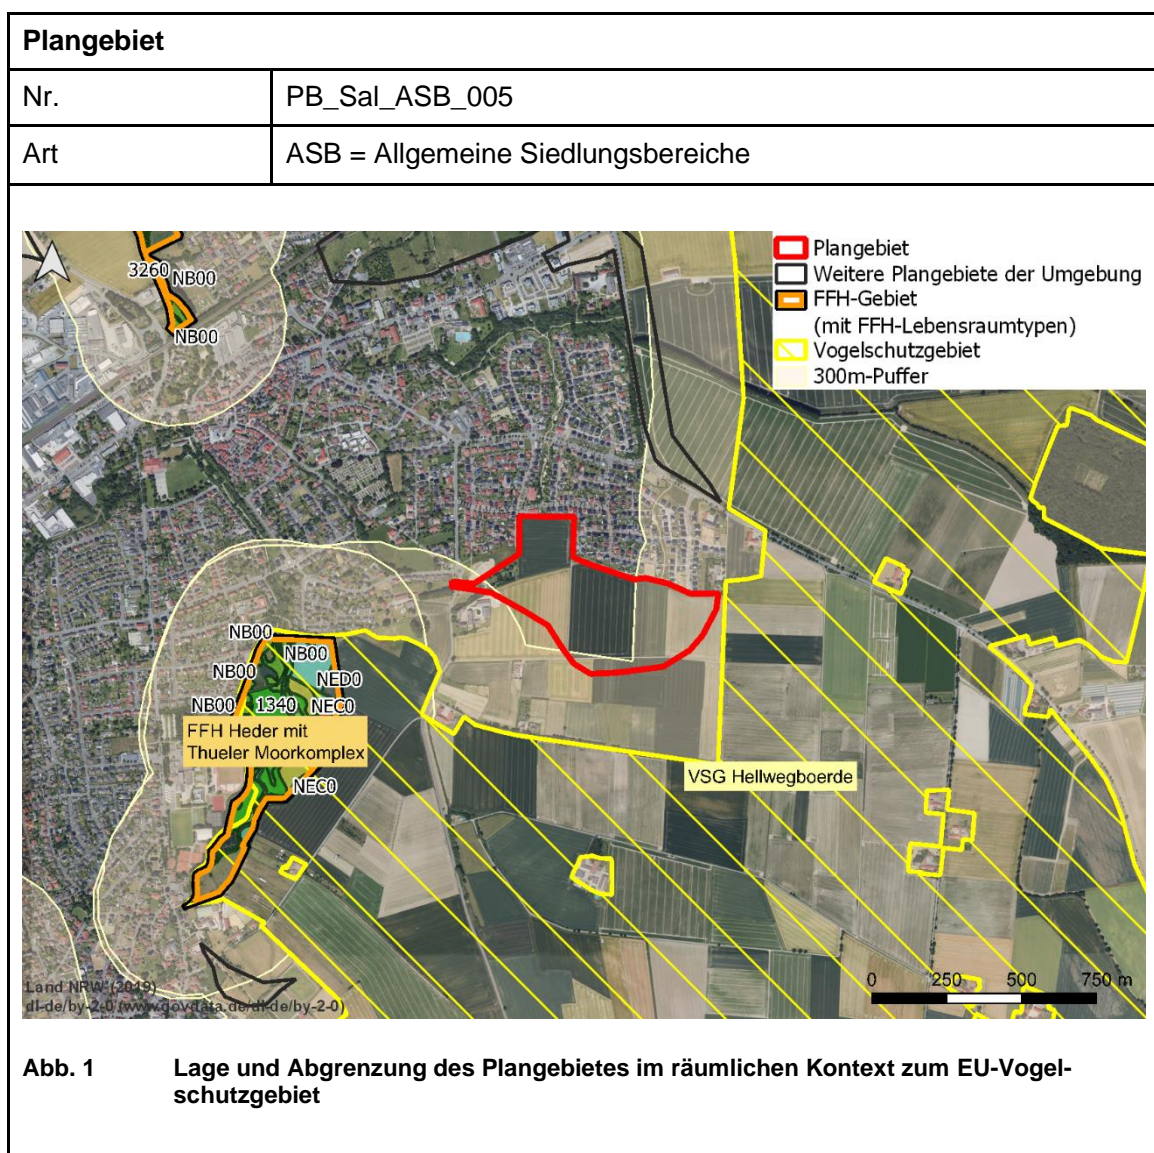 Plangebiet
Nr. PB_Sal_ASB_005
Art ASB = Allgemeine Siedlungsbereiche
Plangebiet
Weitere Plangebiete der Umgebung
FFH-Gebiet
(mit FFH-Lebensraumtypen)
Vogelschutzgebiet
300m-Puffer
3260
NB00
NB00
NB00
NB00
NB00
NED0
NB00
1340
NEC0
FFH Heder mit
Thueler Moorkomplex
NEC0
VSG Hellwegboerde
0 250 500 750 m
Land NRW (2019)
dl-de/by-2-0 (www.govdata.de/dl-de/by-2-0)
Abb. 1 Lage und Abgrenzung des Plangebietes im räumlichen Kontext zum EU-Vogel-
schutzgebiet